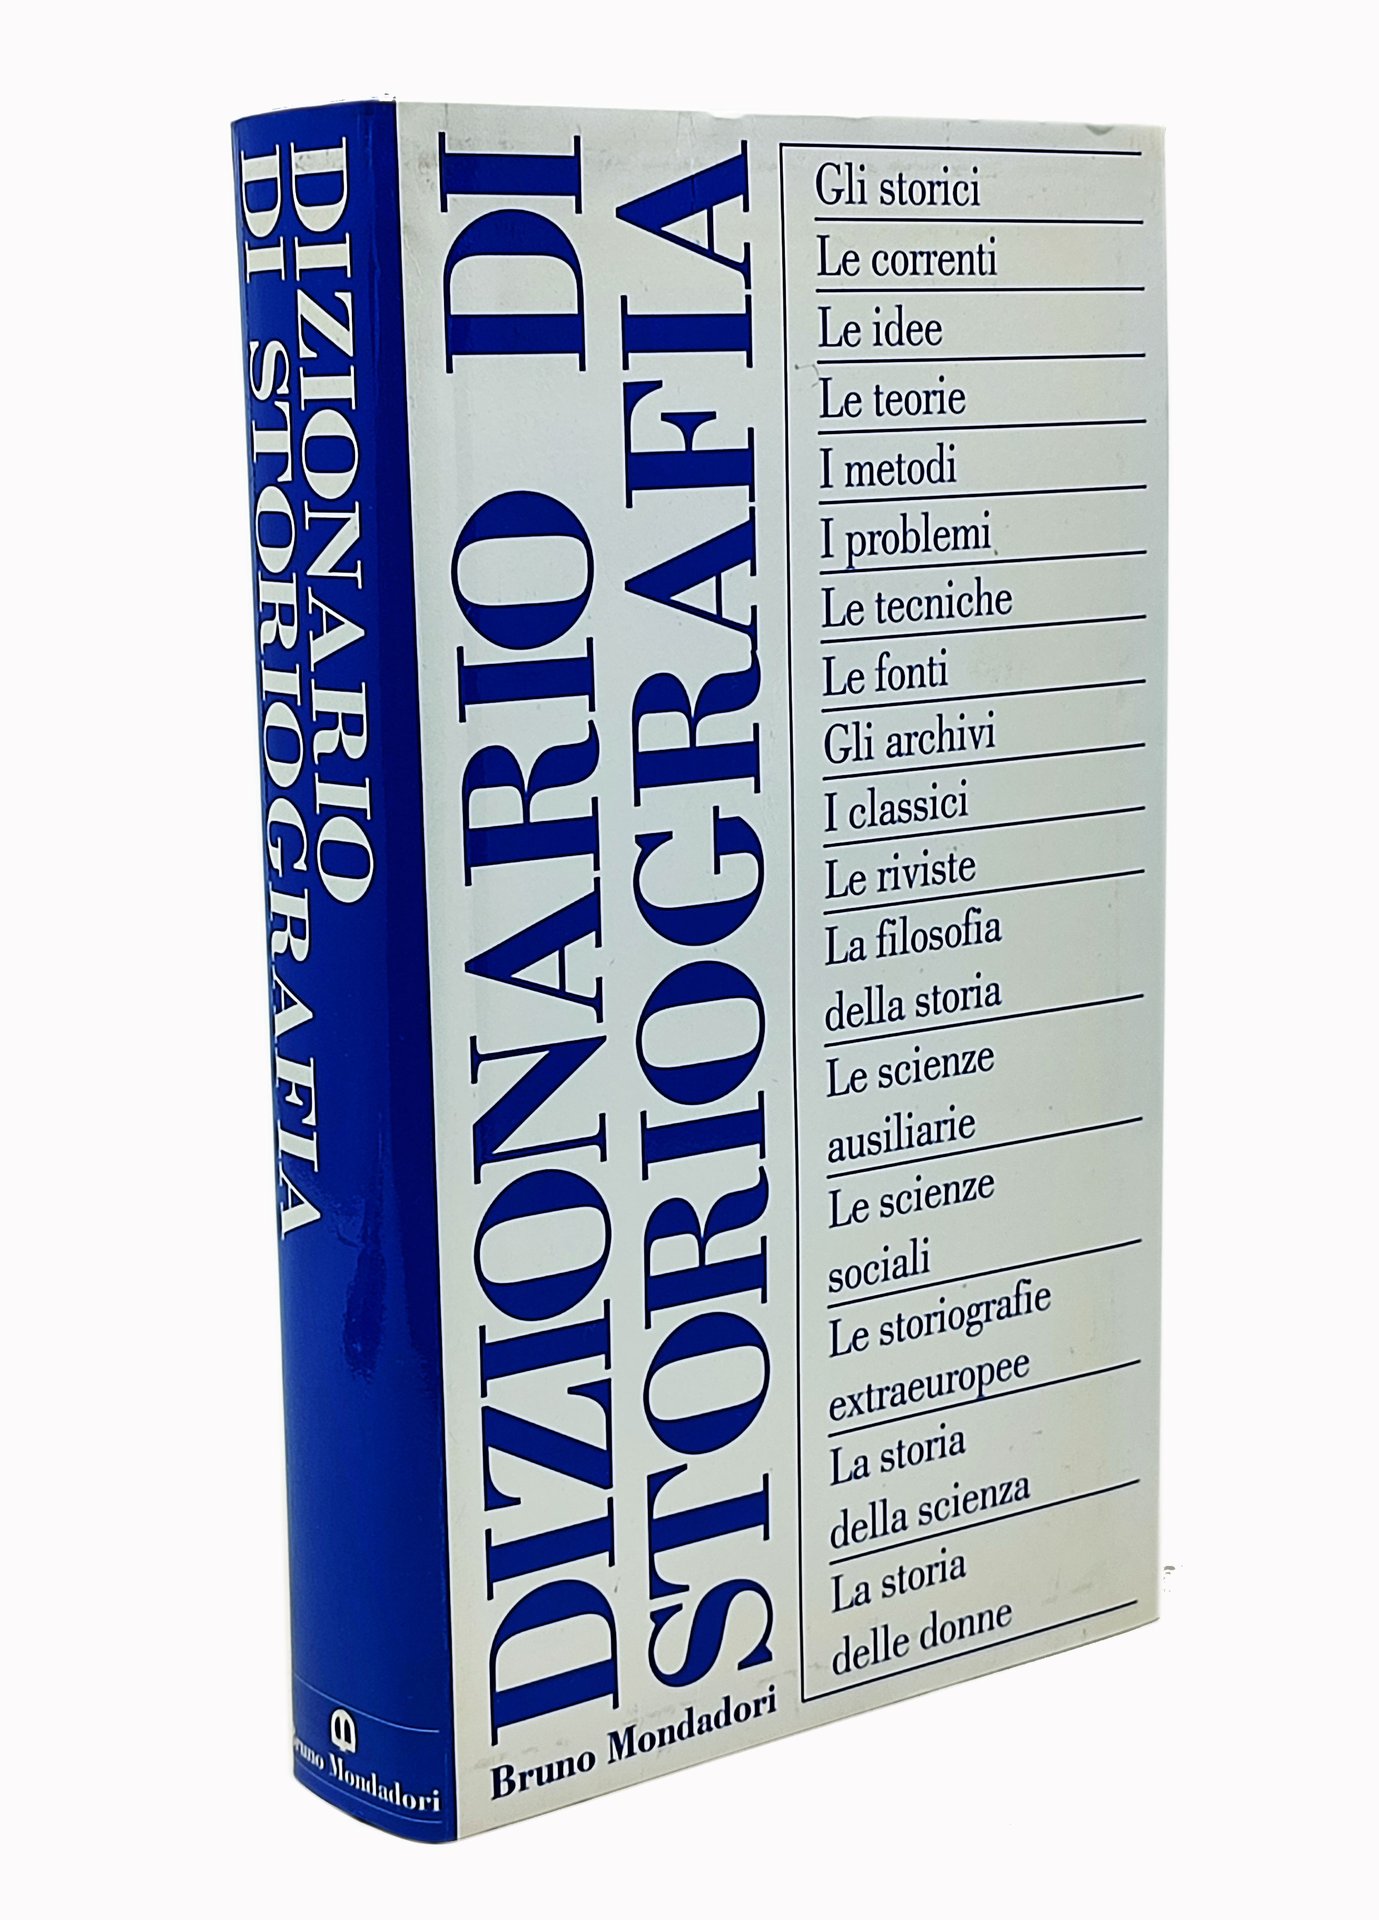 DIZIONARIO
DI STORIOGRAFIA
Bruno Mondadori
DIZIONARIO DI
STORIOGRAFIA
Bruno Mondadori
Gli storici
Le correnti
Le idee
Le teorie
I metodi
I problemi
Le tecniche
Le fonti
Gli archivi
I classici
Le riviste
La filosofia
della storia
Le scienze
ausiliarie
Le scienze
sociali
Le storiografie
extraeuropee
La storia
della scienza
La storia
delle donne